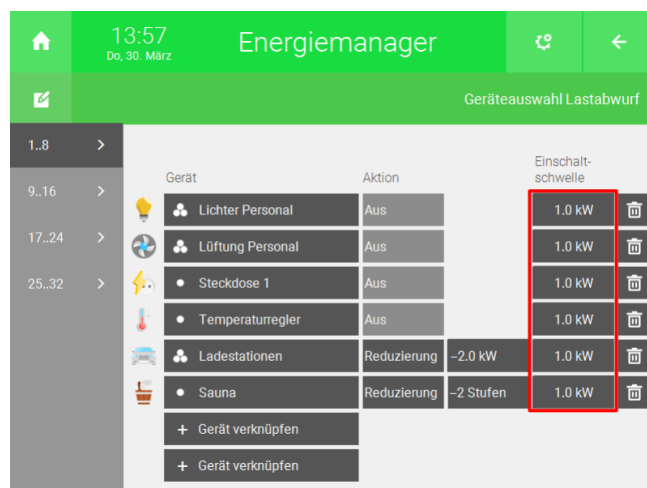 13:57
Do, 30. März
Energiemanager
Geräteauswahl Lastabwurf
1..8
9..16
17..24
25..32
Gerät Aktion Einschalt-
schwelle
Lichter Personal Aus 1.0 kW
Lüftung Personal Aus 1.0 kW
Steckdose 1 Aus 1.0 kW
Temperaturregler Aus 1.0 kW
Ladestationen Reduzierung −2.0 kW 1.0 kW
Sauna Reduzierung −2 Stufen 1.0 kW
+ Gerät verknüpfen
+ Gerät verknüpfen